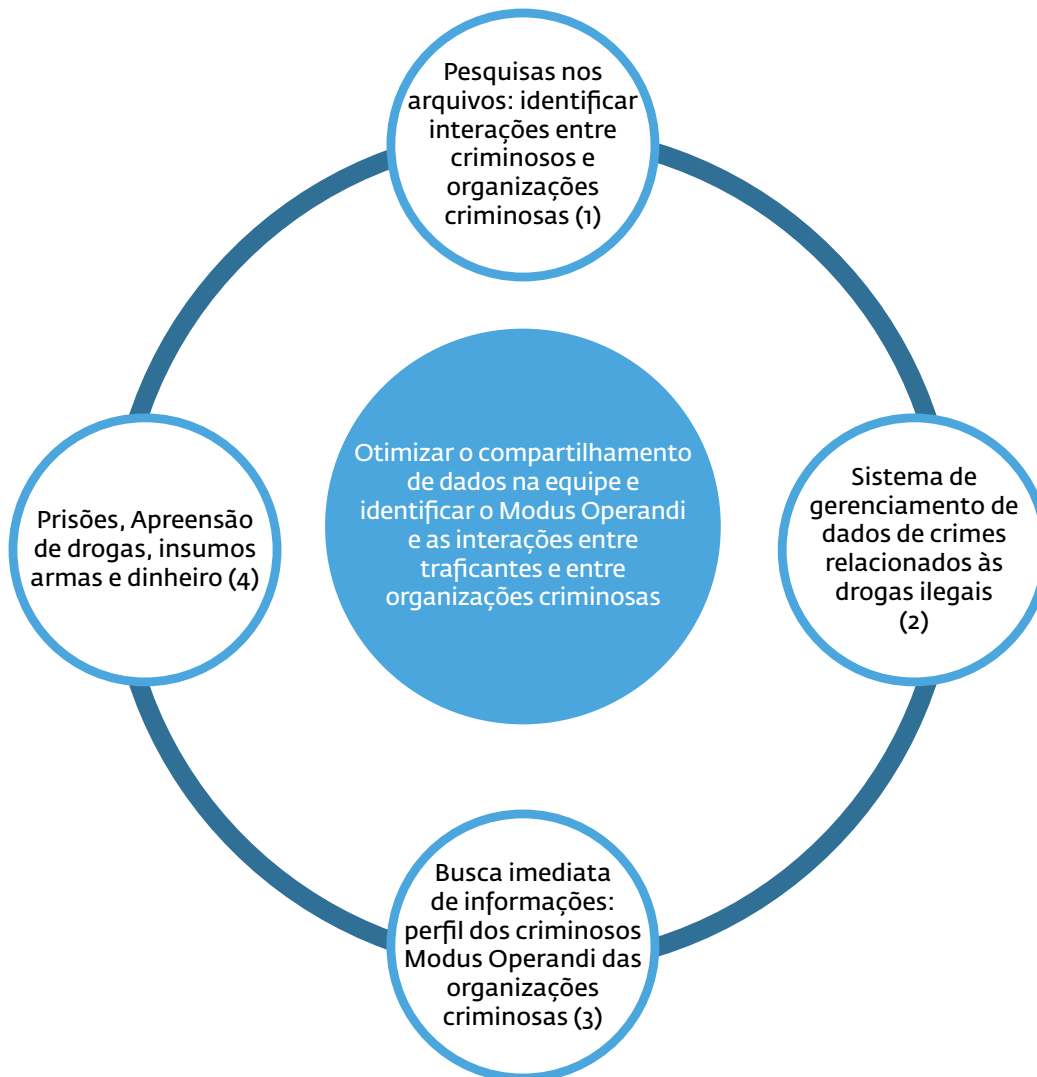 Pesquisas nos
arquivos: identificar
interações entre
criminosos e
organizações
criminosas (1)
Otimizar o compartilhamento
de dados na equipe e
identificar o Modus Operandi
e as interações entre
traficantes e entre
organizações criminosas
Sistema de
gerenciamento de
dados de crimes
relacionados às
drogas ilegais
(2)
Busca imediata
de informações:
perfil dos criminosos
Modus Operandi das
organizações
criminosas (3)
Prisões, Apreensão
de drogas, insumos
armas e dinheiro (4)